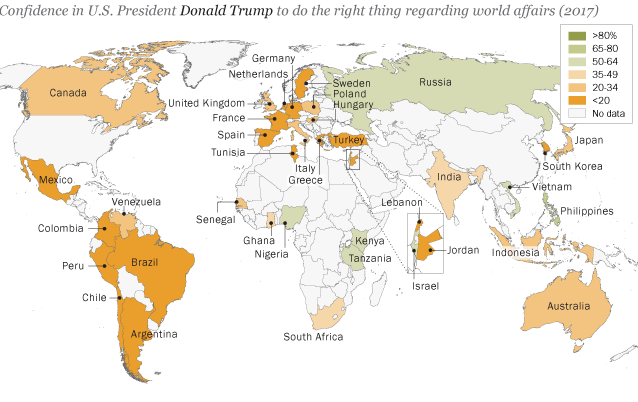 Confidence in U.S. President Donald Trump to do the right thing regarding world affairs (2017)
>80%
65-80
50-64
35-49
20-34
<20
No data
Germany
Netherlands
Canada
Sweden
Poland
Hungary
Russia
United Kingdom
France
Spain
Turkey
Tunisia
Italy
Greece
Japan
South Korea
Mexico
India
Vietnam
Venezuela
Lebanon
Philippines
Senegal
Colombia
Ghana
Nigeria
Kenya
Tanzania
Jordan
Indonesia
Peru
Brazil
Israel
Chile
Australia
Argentina
South Africa